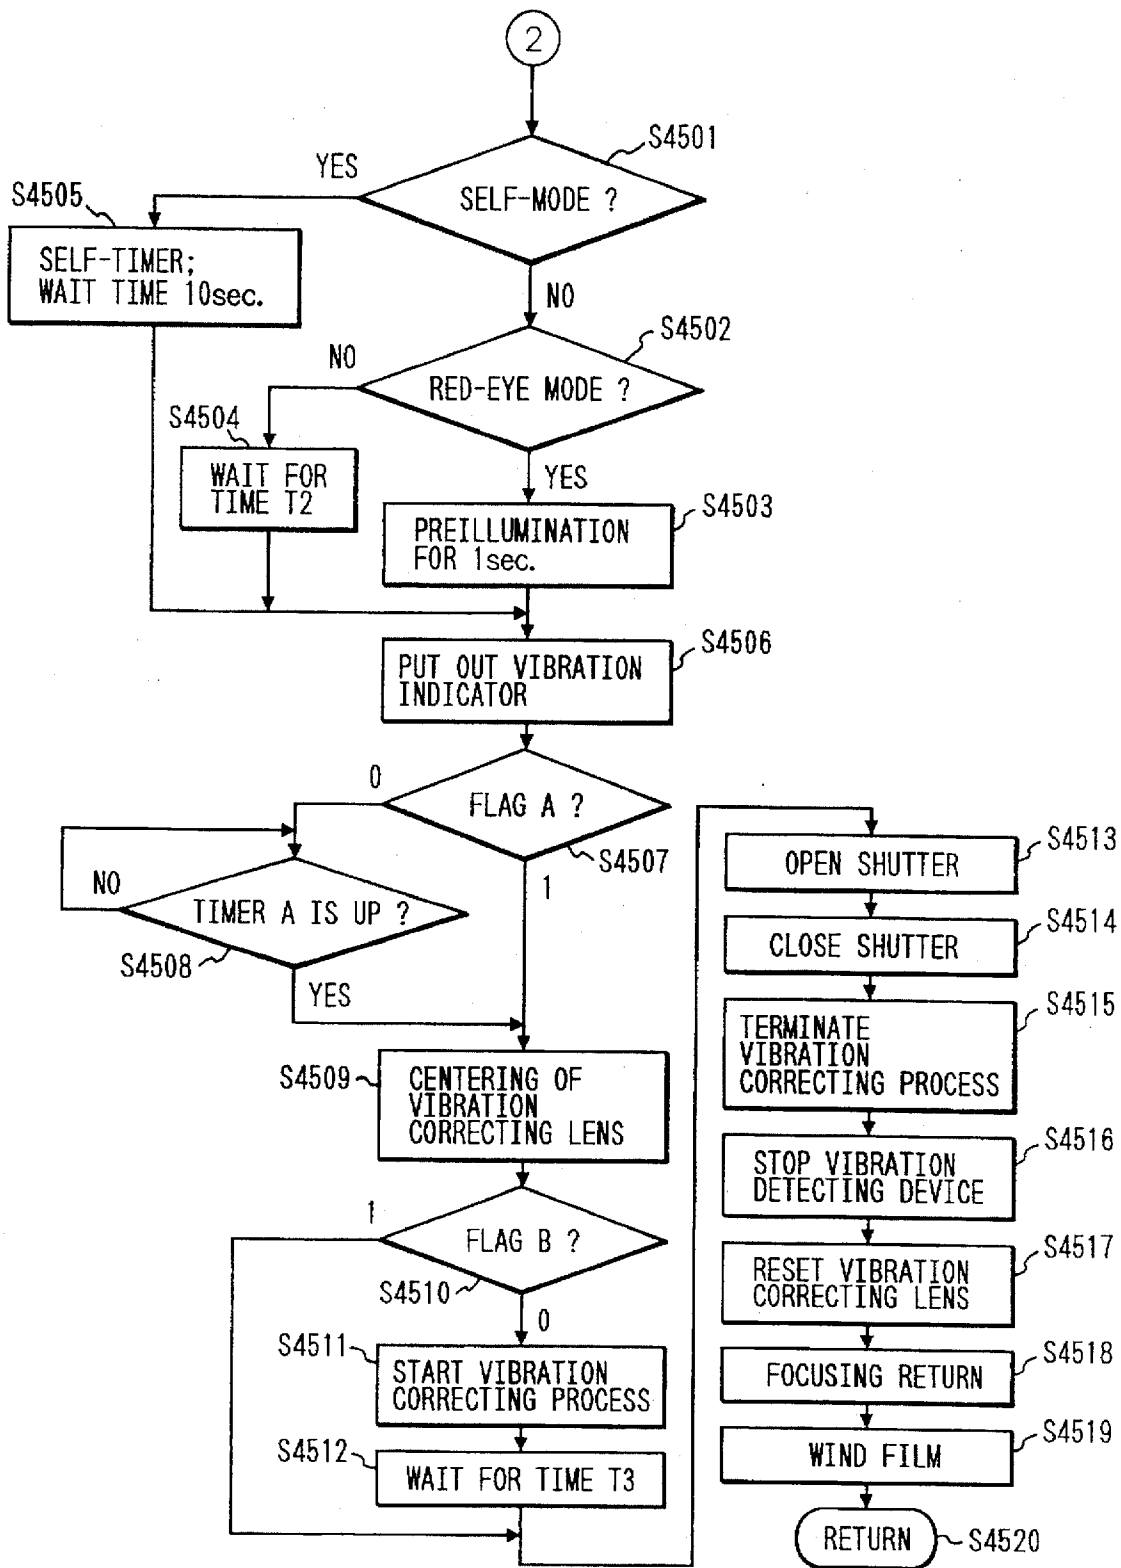 2
S4501
YES
SELF-MODE ?
S4505
SELF-TIMER;
WAIT TIME 10sec.
NO
S4502
NO
RED-EYE MODE ?
S4504
WAIT FOR
TIME T2
YES
S4503
PREILLUMINATION
FOR 1sec.
S4506
PUT OUT VIBRATION
INDICATOR
0
FLAG A ?
S4507
1
NO
TIMER A IS UP ?
S4508
YES
S4509
CENTERING OF
VIBRATION
CORRECTING LENS
1
FLAG B ?
S4510
0
S4511
START VIBRATION
CORRECTING PROCESS
S4512
WAIT FOR TIME T3
S4513
OPEN SHUTTER
S4514
CLOSE SHUTTER
S4515
TERMINATE
VIBRATION
CORRECTING PROCESS
S4516
STOP VIBRATION
DETECTING DEVICE
S4517
RESET VIBRATION
CORRECTING LENS
S4518
FOCUSING RETURN
S4519
WIND FILM
RETURN
S4520